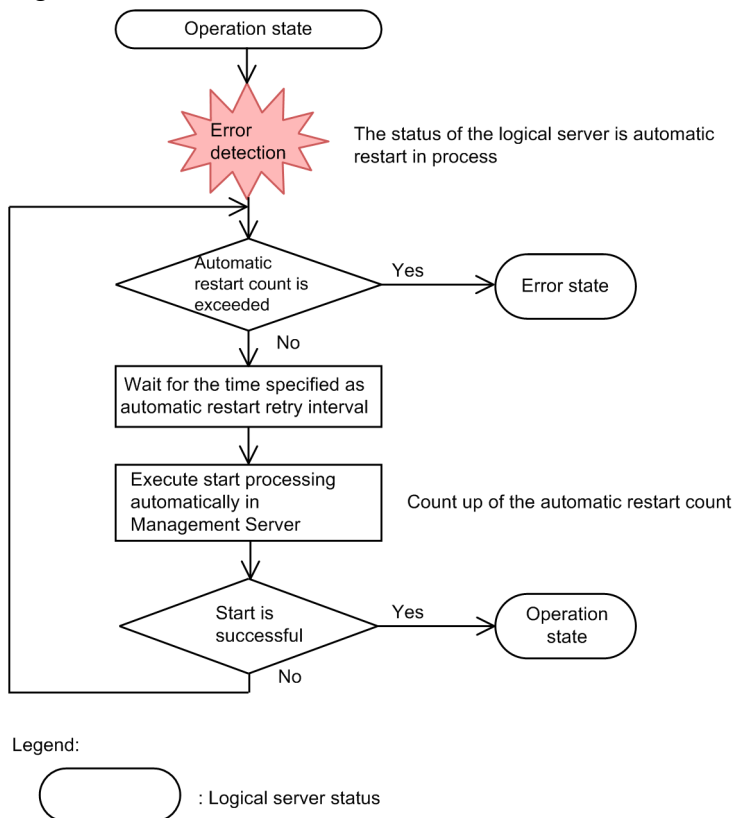 Operation state
Error
detection
The status of the logical server is automatic
restart in process
Automatic
restart count is
exceeded
Yes
Error state
No
Wait for the time specified as
automatic restart retry interval
Execute start processing
automatically in
Management Server
Count up of the automatic restart count
Start is
successful
Yes
Operation
state
No
Legend:
: Logical server status